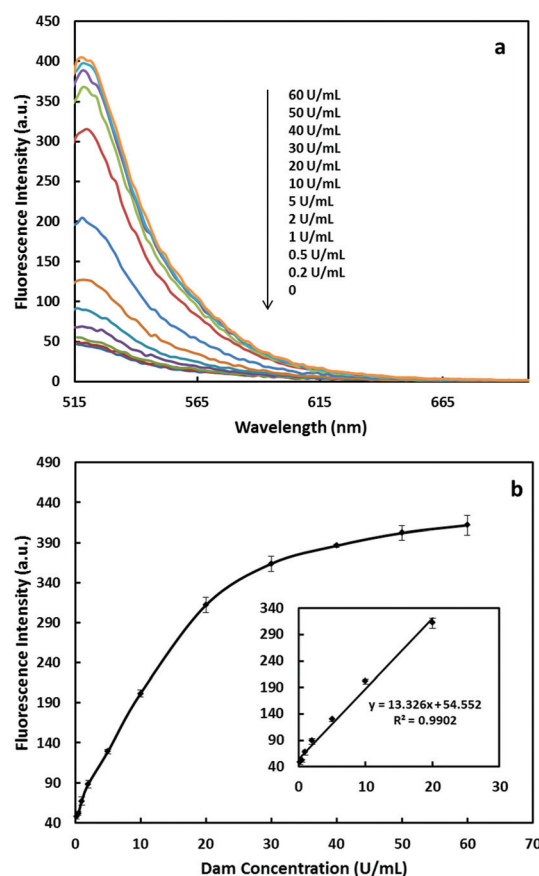 a
450
400
350
300
250
200
150
100
50
0
Fluorescence Intensity (a.u.)
60 U/mL
50 U/mL
40 U/mL
30 U/mL
20 U/mL
10 U/mL
5 U/mL
2 U/mL
1 U/mL
0.5 U/mL
0.2 U/mL
0
515 565 615 665
Wavelength (nm)
b
490
440
390
340
290
240
190
140
90
40
Fluorescence Intensity (a.u.)
340
290
240
190
140
90
40
y = 13.326x + 54.552
R² = 0.9902
0 10 20 30
0 10 20 30 40 50 60 70
Dam Concentration (U/mL)